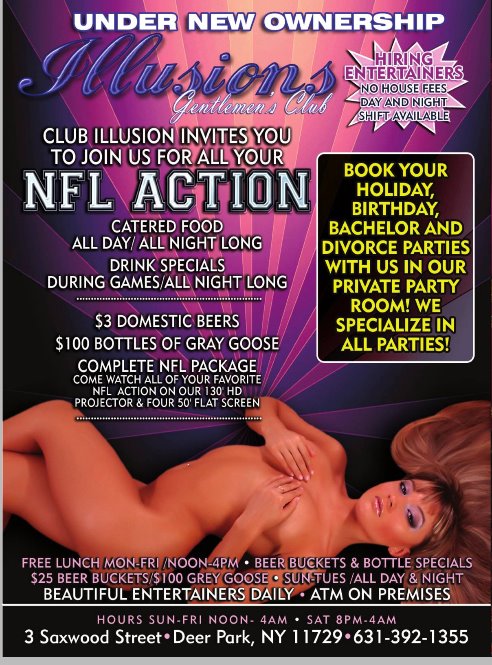 UNDER NEW OWNERSHIP
Illusions
Gentlemen's Club
HIRING
ENTERTAINERS
NO HOUSE FEES
DAY AND NIGHT
SHIFT AVAILABLE
CLUB ILLUSION INVITES YOU
TO JOIN US FOR ALL YOUR
NFL ACTION
CATERED FOOD
ALL DAY/ ALL NIGHT LONG
DRINK SPECIALS
DURING GAMES/ALL NIGHT LONG
$3 DOMESTIC BEERS
$100 BOTTLES OF GRAY GOOSE
COMPLETE NFL PACKAGE
COME WATCH ALL OF YOUR FAVORITE
NFL ACTION ON OUR 130' HD
PROJECTOR & FOUR 50' FLAT SCREEN
BOOK YOUR
HOLIDAY,
BIRTHDAY,
BACHELOR AND
DIVORCE PARTIES
WITH US IN OUR
PRIVATE PARTY
ROOM! WE
SPECIALIZE IN
ALL PARTIES!
FREE LUNCH MON-FRI /NOON-4PM • BEER BUCKETS & BOTTLE SPECIALS
$25 BEER BUCKETS/$100 GREY GOOSE • SUN-TUES /ALL DAY & NIGHT
BEAUTIFUL ENTERTAINERS DAILY • ATM ON PREMISES
HOURS SUN-FRI NOON- 4AM • SAT 8PM-4AM
3 Saxwood Street•Deer Park, NY 11729•631-392-1355